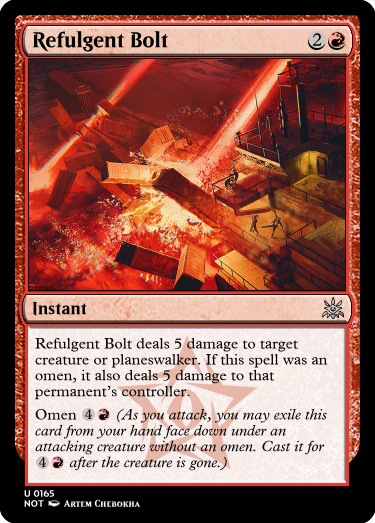 Refulgent Bolt 2
Instant
Refulgent Bolt deals 5 damage to target
creature or planeswalker. If this spell was an
omen, it also deals 5 damage to that
permanent's controller.
Omen 4 (As you attack, you may exile this
card from your hand face down under an
attacking creature without an omen. Cast it for
4 after the creature is gone.)
U 0165
NOT Artem Chebokha